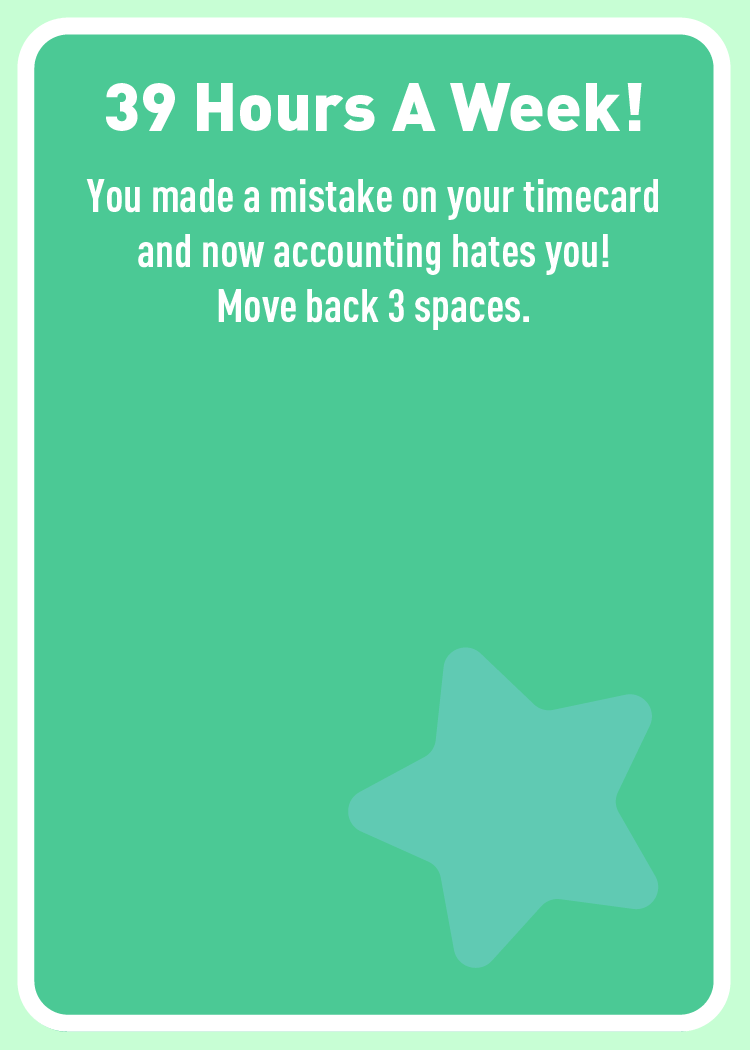 39 Hours A Week!
You made a mistake on your timecard
and now accounting hates you!
Move back 3 spaces.